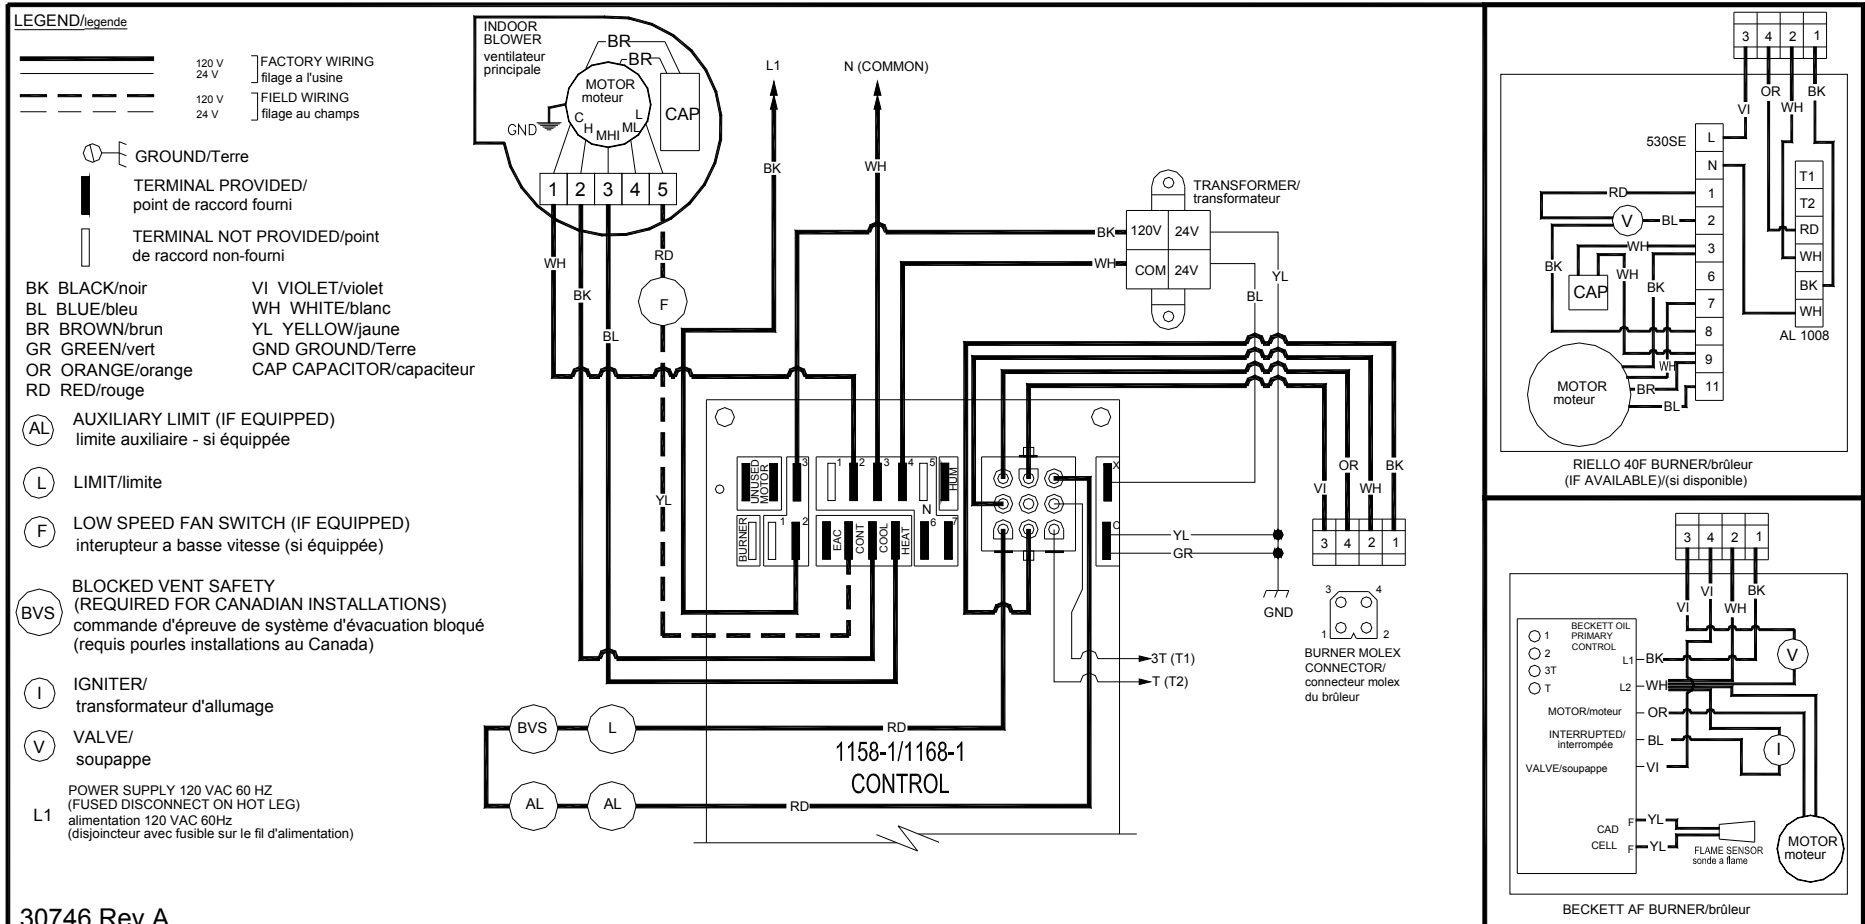 LEGEND/legende
120 V
24 V
FACTORY WIRING
filage a l'usine
120 V
24 V
FIELD WIRING
filage au champs
GROUND/Terre
TERMINAL PROVIDED/
point de raccord fourni
TERMINAL NOT PROVIDED/point
de raccord non-fourni
BK BLACK/noir
BL BLUE/bleu
BR BROWN/brun
GR GREEN/vert
OR ORANGE/orange
RD RED/rouge
VI VIOLET/violet
WH WHITE/blanc
YL YELLOW/jaune
GND GROUND/Terre
CAP CAPACITOR/capaciteur
AL
AUXILIARY LIMIT (IF EQUIPPED)
limite auxiliaire - si équippée
L
LIMIT/limite
F
LOW SPEED FAN SWITCH (IF EQUIPPED)
interupteur a basse vitesse (si équippée)
BVS
BLOCKED VENT SAFETY
(REQUIRED FOR CANADIAN INSTALLATIONS)
commande d'épreuve de système d'évacuation bloqué
(requis pourles installations au Canada)
I
IGNITER/
transformateur d'allumage
V
VALVE/
soupappe
L1
POWER SUPPLY 120 VAC 60 HZ
(FUSED DISCONNECT ON HOT LEG)
alimentation 120 VAC 60Hz
(disjoincteur avec fusible sur le fil d'alimentation)
30746 Rev A
INDOOR
BLOWER
ventilateur
principale
BR
BR
MOTOR
moteur
CAP
GND
C
H
MHI
ML
L
1 2 3 4 5
WH
BK
BL
RD
F
YL
L1
N (COMMON)
BK
WH
TRANSFORMER/
transformateur
BK
120V 24V
WH
COM 24V
YL
BL
UNUSED
MOTOR
3
1 2 3 4 5
HUM
X
N
BURNER
1 2
EAC
CONT
COOL
HEAT
6 7
C
YL
GR
GND
VI
OR
WH
BK
3 4 2 1
3 4
1 2
BURNER MOLEX
CONNECTOR/
connecteur molex
du brûleur
3T (T1)
T (T2)
BVS
L
RD
AL
AL
RD
1158-1/1168-1
CONTROL
3 4 2 1
VI
OR
WH
BK
530SE
L
N
1
2
3
6
7
8
9
11
T1
T2
RD
WH
BK
WH
AL 1008
RD
V
BL
WH
BK
CAP
WH
BK
WH
BR
BL
MOTOR
moteur
RIELLO 40F BURNER/brûleur
(IF AVAILABLE)/(si disponible)
3 4 2 1
VI
VI
WH
BK
1
2
3T
T
BECKETT OIL
PRIMARY
CONTROL
L1
BK
V
L2
WH
MOTOR/moteur
OR
INTERRUPTED/
interrompée
BL
I
VALVE/soupappe
VI
CAD
CELL
F
YL
F
YL
FLAME SENSOR
sonde a flame
MOTOR
moteur
BECKETT AF BURNER/brûleur